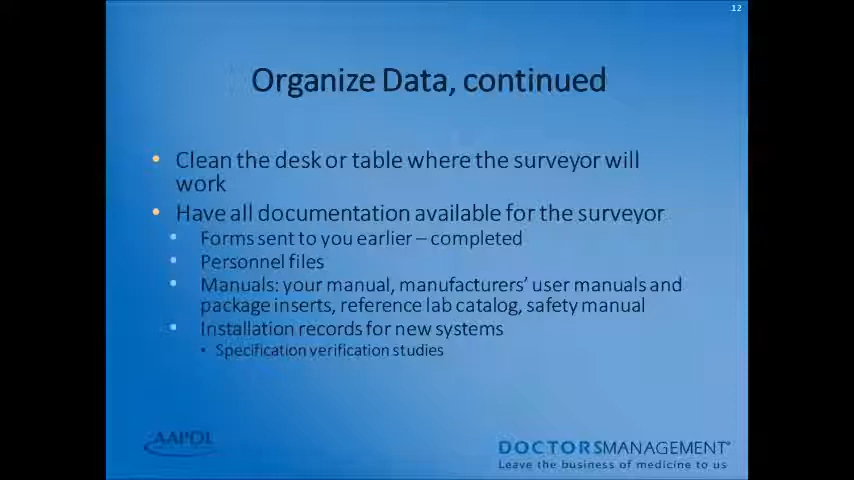 12
Organize Data, continued
• Clean the desk or table where the surveyor will
work
• Have all documentation available for the surveyor
• Forms sent to you earlier – completed
• Personnel files
• Manuals: your manual, manufacturers’ user manuals and
package inserts, reference lab catalog, safety manual
• Installation records for new systems
• Specification verification studies
AAPOL
DOCTORSMANAGEMENT®
Leave the business of medicine to us